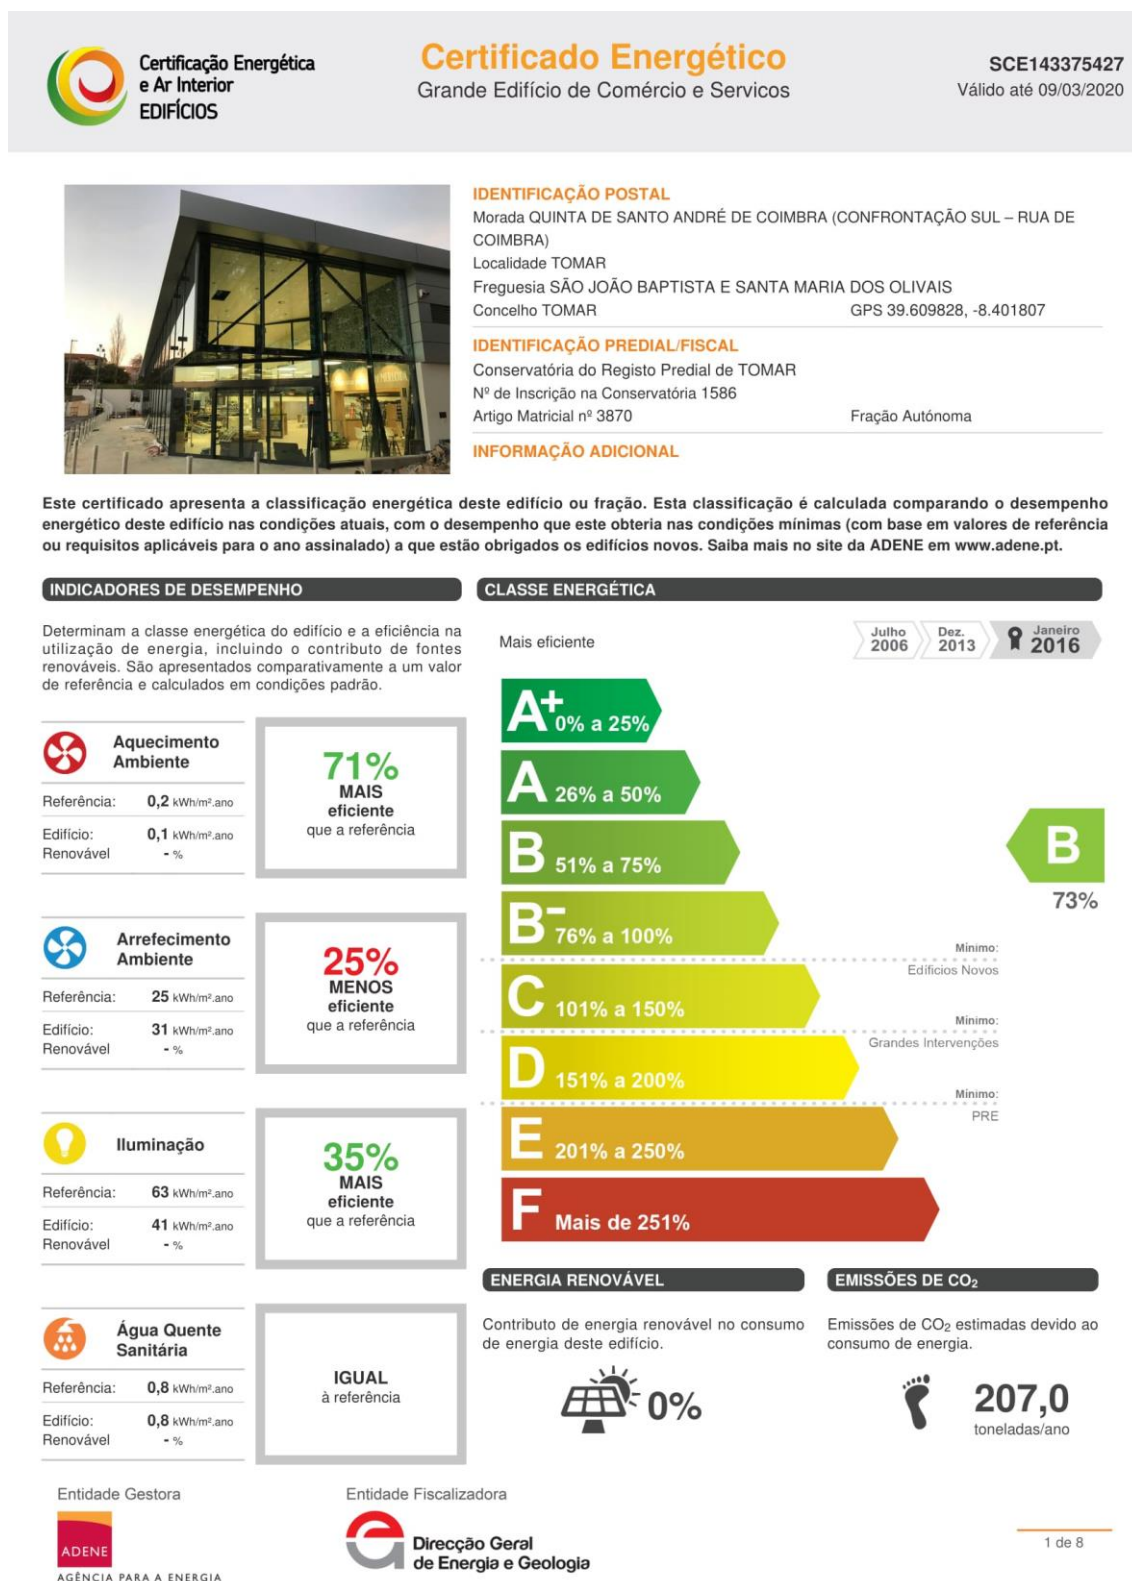 Certificação Energética
e Ar Interior
EDIFÍCIOS
Certificado Energético
Grande Edifício de Comércio e Servicos
SCE143375427
Válido até 09/03/2020
IDENTIFICAÇÃO POSTAL
Morada QUINTA DE SANTO ANDRÉ DE COIMBRA (CONFRONTAÇÃO SUL – RUA DE
COIMBRA)
Localidade TOMAR
Freguesia SÃO JOÃO BAPTISTA E SANTA MARIA DOS OLIVAIS
Concelho TOMAR
GPS 39.609828, -8.401807
IDENTIFICAÇÃO PREDIAL/FISCAL
Conservatória do Registo Predial de TOMAR
Nº de Inscrição na Conservatória 1586
Artigo Matricial nº 3870
Fração Autónoma
INFORMAÇÃO ADICIONAL
Este certificado apresenta a classificação energética deste edifício ou fração. Esta classificação é calculada comparando o desempenho
energético deste edifício nas condições atuais, com o desempenho que este obteria nas condições mínimas (com base em valores de referência
ou requisitos aplicáveis para o ano assinalado) a que estão obrigados os edifícios novos. Saiba mais no site da ADENE em www.adene.pt.
INDICADORES DE DESEMPENHO
Determinam a classe energética do edifício e a eficiência na
utilização de energia, incluindo o contributo de fontes
renováveis. São apresentados comparativamente a um valor
de referência e calculados em condições padrão.
Aquecimento
Ambiente
Referência: 0,2 kWh/m².ano
Edifício: 0,1 kWh/m².ano
Renovável - %
71%
MAIS
eficiente
que a referência
Arrefecimento
Ambiente
Referência: 25 kWh/m².ano
Edifício: 31 kWh/m².ano
Renovável - %
25%
MENOS
eficiente
que a referência
Iluminação
Referência: 63 kWh/m².ano
Edifício: 41 kWh/m².ano
Renovável - %
35%
MAIS
eficiente
que a referência
Água Quente
Sanitária
Referência: 0,8 kWh/m².ano
Edifício: 0,8 kWh/m².ano
Renovável - %
IGUAL
à referência
CLASSE ENERGÉTICA
Mais eficiente
Julho
2006
Dez.
2013
Janeiro
2016
A+ 0% a 25%
A 26% a 50%
B 51% a 75%
B- 76% a 100%
C 101% a 150%
D 151% a 200%
E 201% a 250%
F Mais de 251%
B
73%
Mínimo:
Edifícios Novos
Mínimo:
Grandes Intervenções
Mínimo:
PRE
ENERGIA RENOVÁVEL
Contributo de energia renovável no consumo
de energia deste edifício.
0%
EMISSÕES DE CO₂
Emissões de CO₂ estimadas devido ao
consumo de energia.
207,0
toneladas/ano
Entidade Gestora
ADENE
AGÊNCIA PARA A ENERGIA
Entidade Fiscalizadora
Direcção Geral
de Energia e Geologia
1 de 8